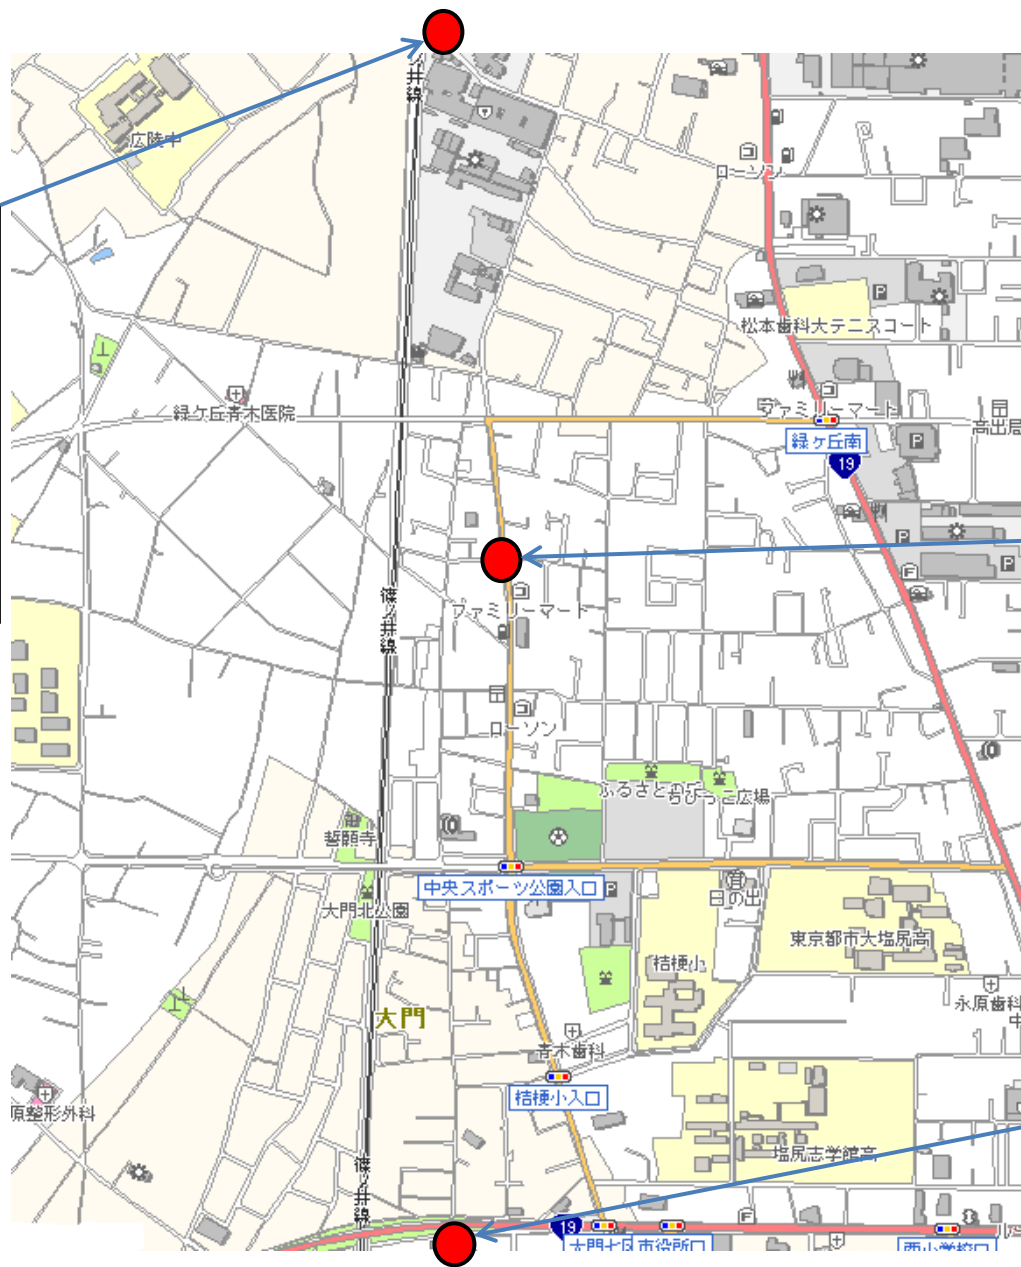 篠ノ井線
広陵中
ローソン
松本歯科大テニスコート
ファミリーマート
緑ケ丘青木医院
高出局
緑ヶ丘南
19
P
P
P
P
篠ノ井線
ファミリーマート
ローソン
ちびっこ広場
誓願寺
中央スポーツ公園入口
P
日の出
大門北公園
東京都市大塩尻高
桔梗小
永原歯科
中
大門
青木歯科
桔梗小入口
原整形外科
塩尻志学館高
篠ノ井線
19
大門七区
市役所口
西小学校口